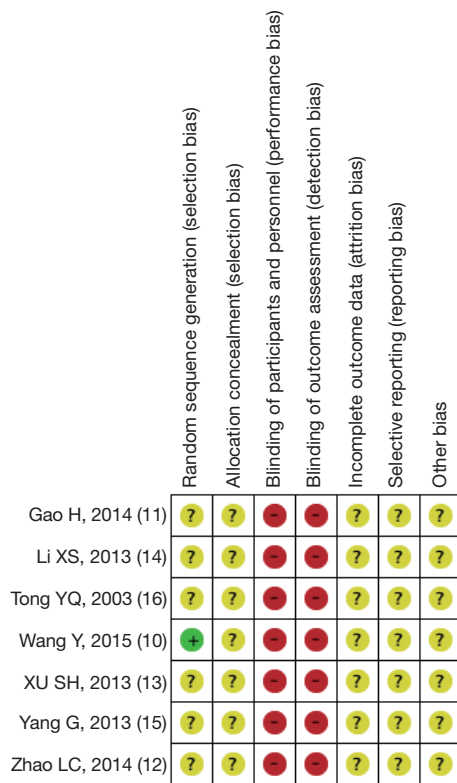 Random sequence generation (selection bias)
Allocation concealment (selection bias)
Blinding of participants and personnel (performance bias)
Blinding of outcome assessment (detection bias)
Incomplete outcome data (attrition bias)
Selective reporting (reporting bias)
Other bias
Gao H, 2014 (11) ? ? - - ? ? ?
Li XS, 2013 (14) ? ? - - ? ? ?
Tong YQ, 2003 (16) ? ? - - ? ? ?
Wang Y, 2015 (10) + ? - - ? ? ?
XU SH, 2013 (13) ? ? - - ? ? ?
Yang G, 2013 (15) ? ? - - ? ? ?
Zhao LC, 2014 (12) ? ? - - ? ? ?